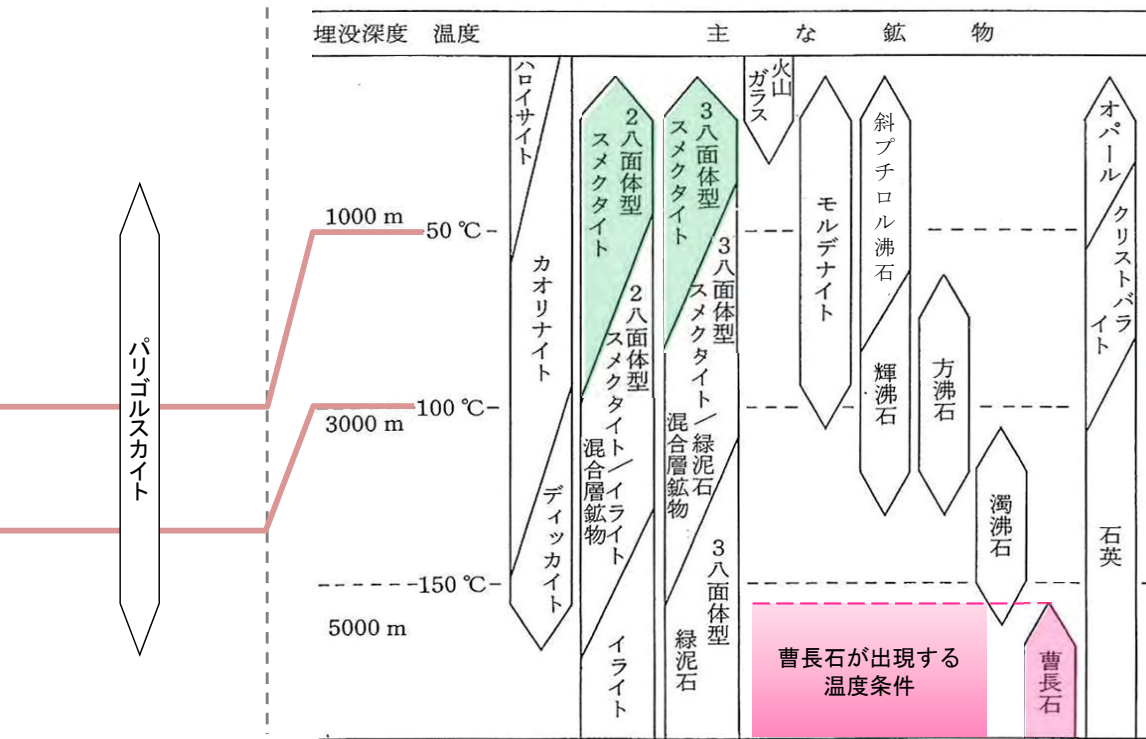 埋没深度 温度 主な鉱物
パリゴルスカイト
1000 m
50 ℃
100 ℃
3000 m
150 ℃
5000 m
ハロイサイト
カオリナイト
ディッカイト
2八面体型
スメクタイト
2八面体型
スメクタイト/イライト
混合層鉱物
イライト
3八面体型
スメクタイト
3八面体型
スメクタイト/緑泥石
混合層鉱物
3八面体型
緑泥石
火山
ガラス
モルデナイト
斜プチロル沸石
輝沸石
方沸石
濁沸石
曹長石
オパール
クリストバラ
イト
石英
曹長石が出現する
温度条件